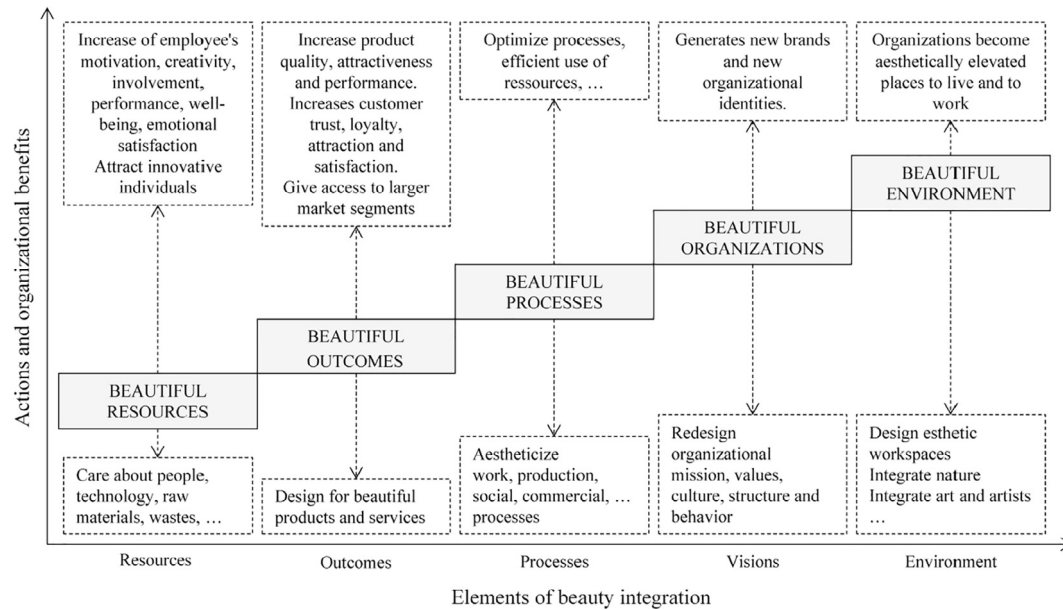 Actions and organizational benefits
Increase of employee's
motivation, creativity,
involvement,
performance, well-
being, emotional
satisfaction
Attract innovative
individuals
Increase product
quality, attractiveness
and performance.
Increases customer
trust, loyalty,
attraction and
satisfaction.
Give access to larger
market segments
Optimize processes,
efficient use of
ressources, …
Generates new brands
and new
organizational
identities.
Organizations become
aesthetically elevated
places to live and to
work
BEAUTIFUL
RESOURCES
BEAUTIFUL
OUTCOMES
BEAUTIFUL
PROCESSES
BEAUTIFUL
ORGANIZATIONS
BEAUTIFUL
ENVIRONMENT
Care about people,
technology, raw
materials, wastes, …
Design for beautiful
products and services
Aestheticize
work, production,
social, commercial, …
processes
Redesign
organizational
mission, values,
culture, structure and
behavior
Design esthetic
workspaces
Integrate nature
Integrate art and artists
…
Resources
Outcomes
Processes
Visions
Environment
Elements of beauty integration